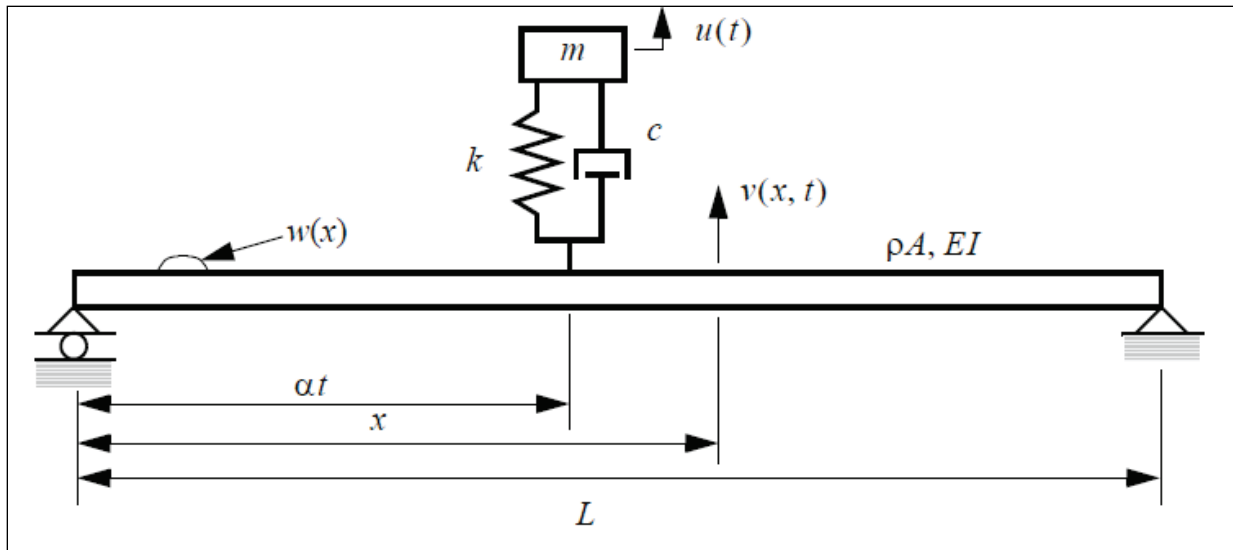 u(t)
m
c
k
v(x, t)
w(x)
ρA, EI
αt
x
L